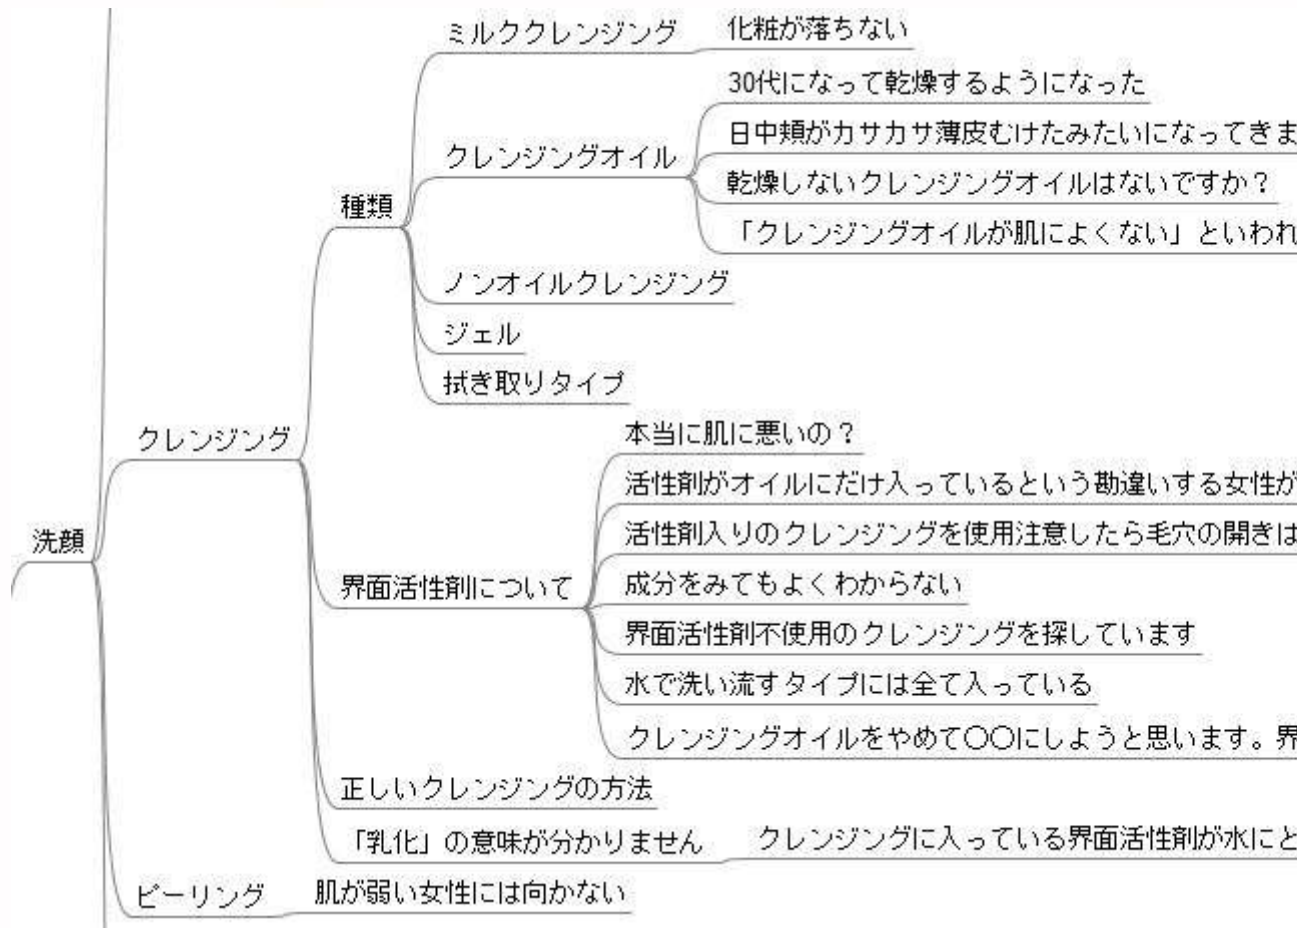 ミルククレンジング
化粧が落ちない
30代になって乾燥するようになった
日中頬がカサカサ薄皮むけたみたいになってきま
クレンジングオイル
乾燥しないクレンジングオイルはないですか？
種類
「クレンジングオイルが肌によくない」といわれ
ノンオイルクレンジング
ジェル
拭き取りタイプ
クレンジング
本当に肌に悪いの？
活性剤がオイルにだけ入っているという勘違いする女性が
活性剤入りのクレンジングを使用注意したら毛穴の開きは
洗顔
界面活性剤について
成分をみてもよくわからない
界面活性剤不使用のクレンジングを探しています
水で洗い流すタイプには全て入っている
クレンジングオイルをやめて〇〇にしようと思います。界
正しいクレンジングの方法
「乳化」の意味が分かりません
クレンジングに入っている界面活性剤が水にと
ピーリング
肌が弱い女性には向かない